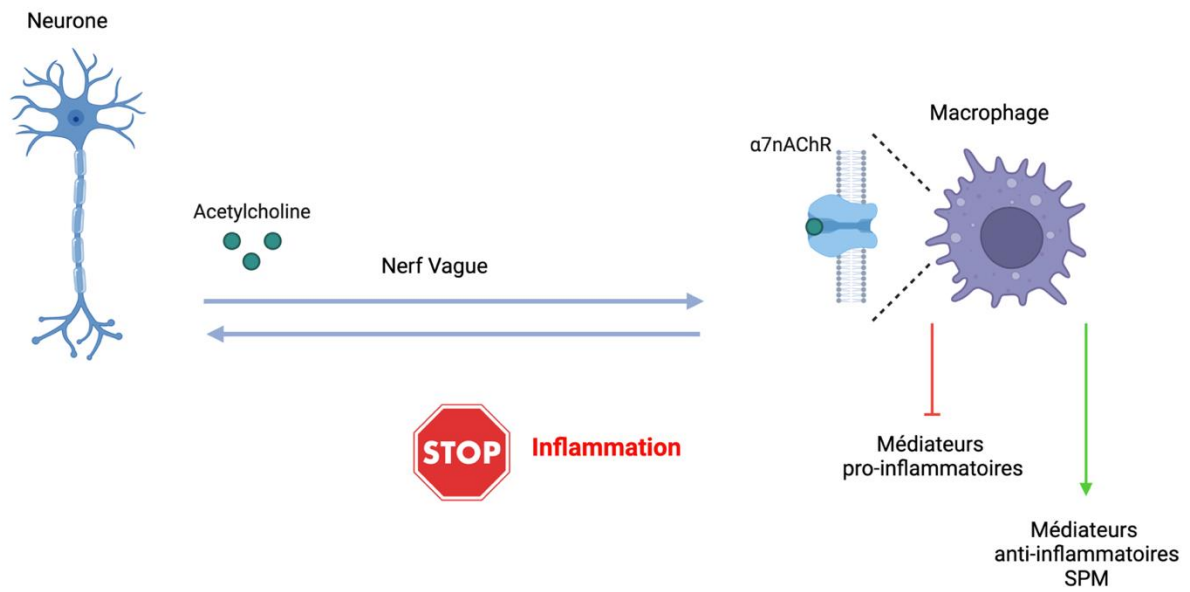 Neurone
Acetylcholine
Nerf Vague
α7nAChR
Macrophage
STOP
Inflammation
Médiateurs
pro-inflammatoires
Médiateurs
anti-inflammatoires
SPM